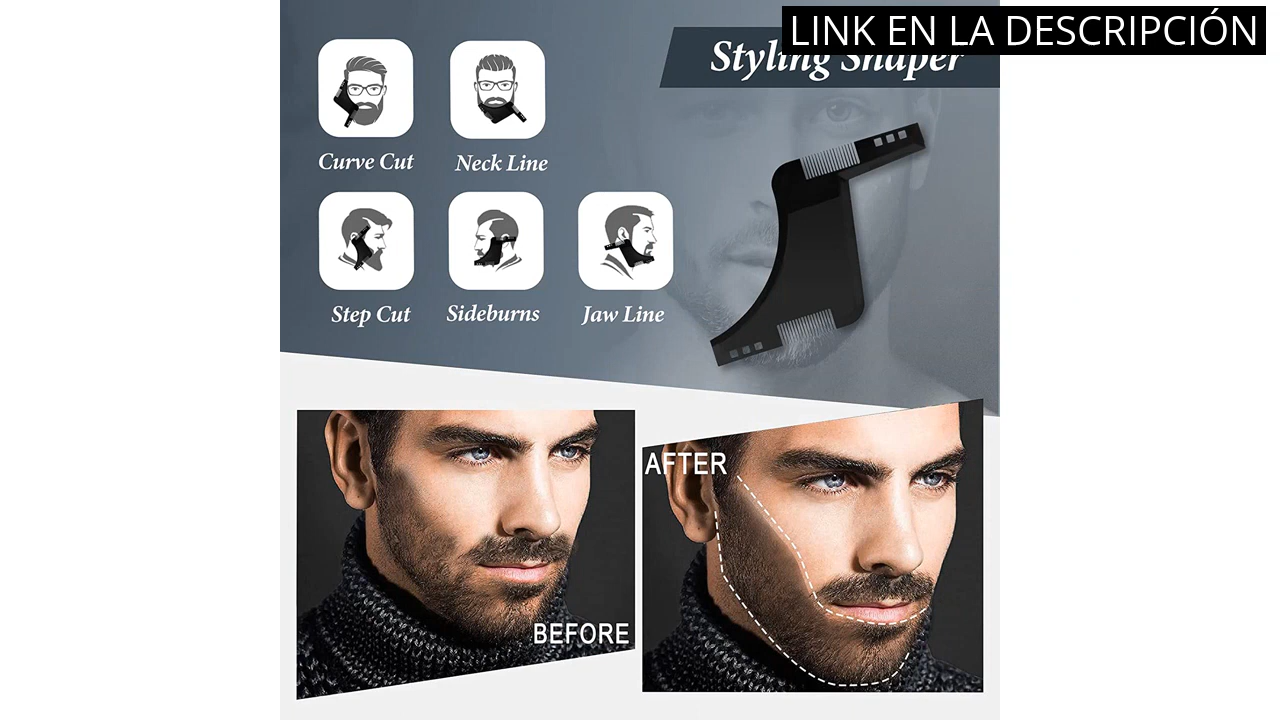 LINK EN LA DESCRIPCIÓN
Styling Shaper
Curve Cut
Neck Line
Step Cut
Sideburns
Jaw Line
BEFORE
AFTER